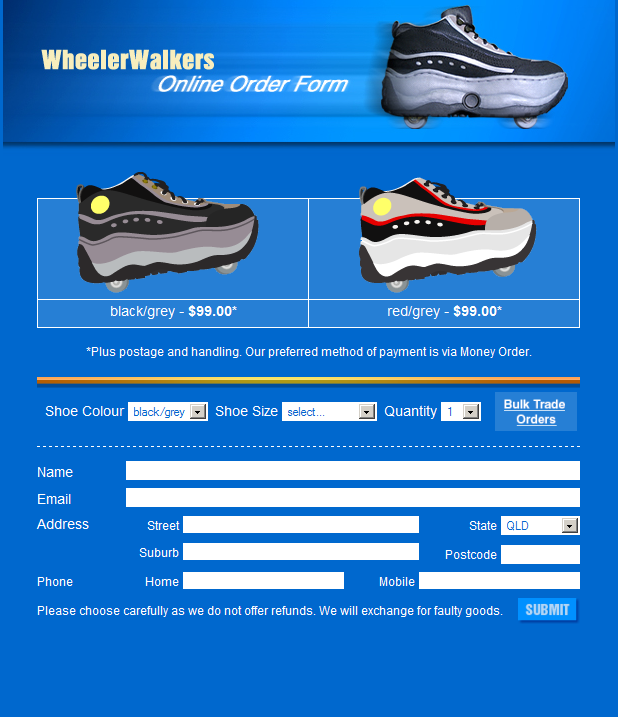 WheelerWalkers
Online Order Form
black/grey - $99.00*
red/grey - $99.00*
*Plus postage and handling. Our preferred method of payment is via Money Order.
Shoe Colour black/grey Shoe Size select... Quantity 1 Bulk Trade
Orders
Name
Email
Address Street State QLD
Suburb Postcode
Phone Home Mobile
Please choose carefully as we do not offer refunds. We will exchange for faulty goods. SUBMIT